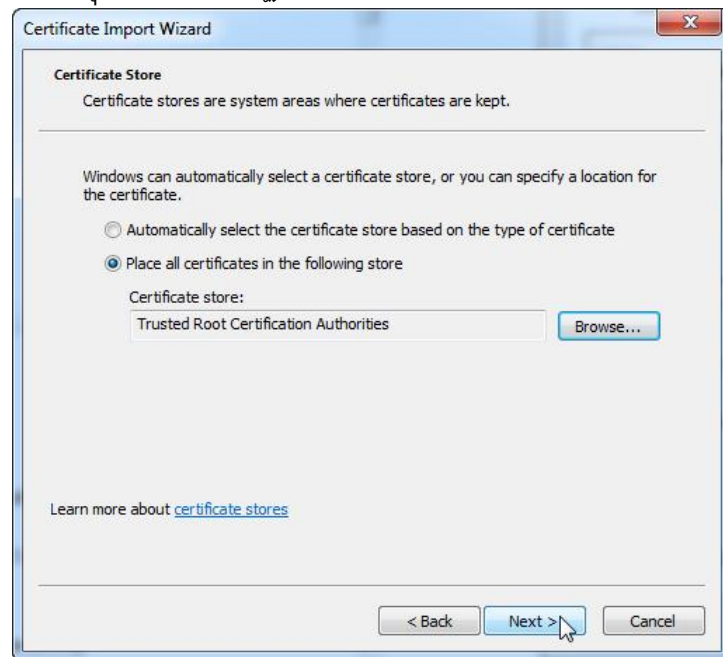 Certificate Import Wizard
Certificate Store
Certificate stores are system areas where certificates are kept.
Windows can automatically select a certificate store, or you can specify a location for
the certificate.
Automatically select the certificate store based on the type of certificate
Place all certificates in the following store
Certificate store:
Trusted Root Certification Authorities
Browse...
Learn more about certificate stores
< Back
Next >
Cancel